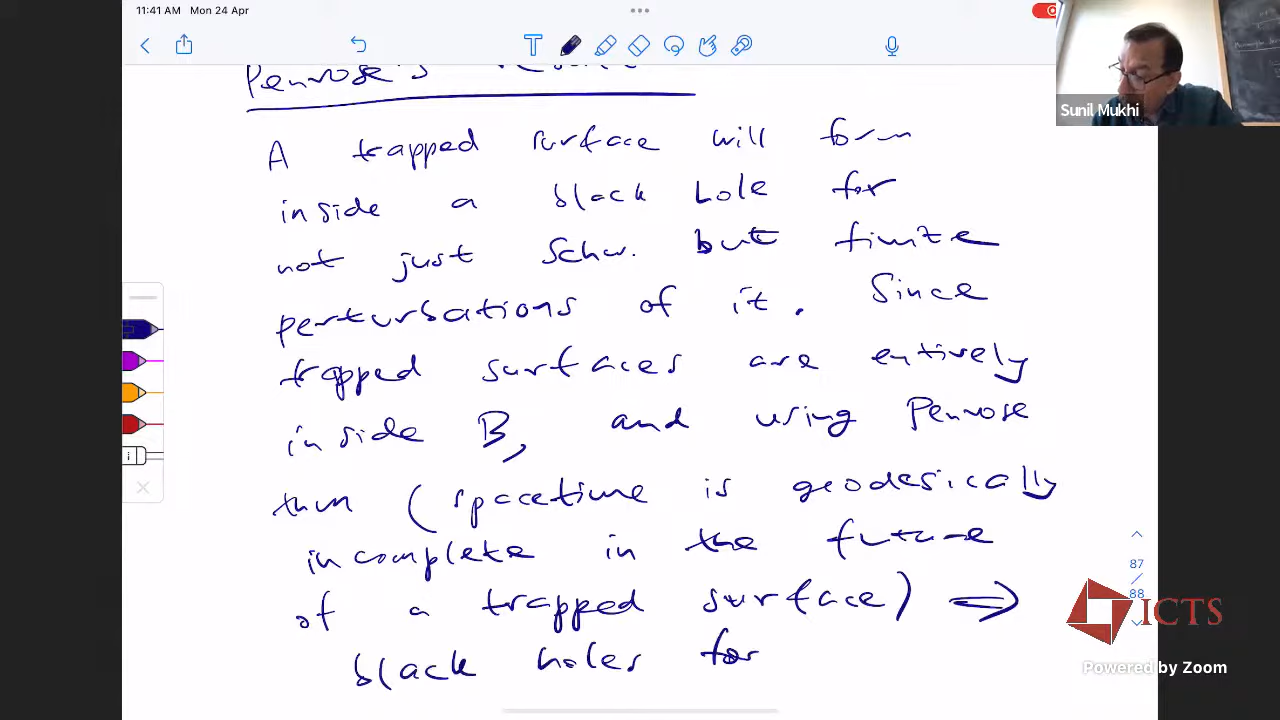 11:41 AM Mon 24 Apr
Penrose's
A trapped surface will form
inside a black hole for
not just Schw. but finite
perturbations of it. Since
trapped surfaces are entirely
inside B, and using Penrose
thm (spacetime is geodesically
incomplete in the future
of a trapped surface) ⇒
black holes for
Sunil Mukhi
87
/
88
ICTS
Powered by Zoom